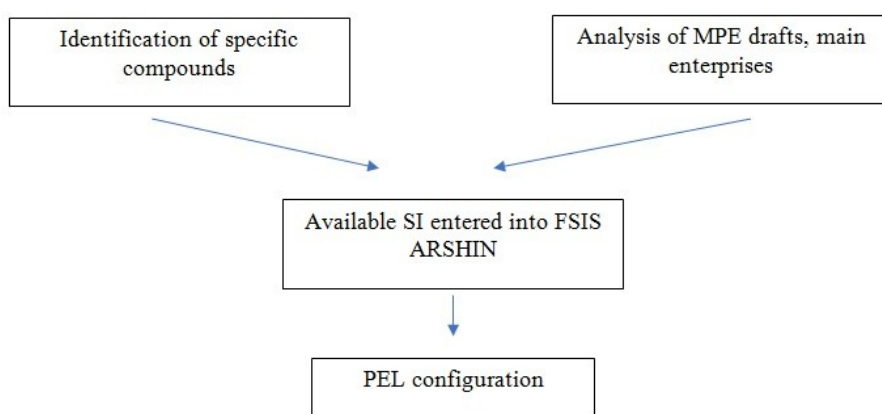 Identification of specific
compounds
Analysis of MPE drafts, main
enterprises
Available SI entered into FSIS
ARSHIN
PEL configuration